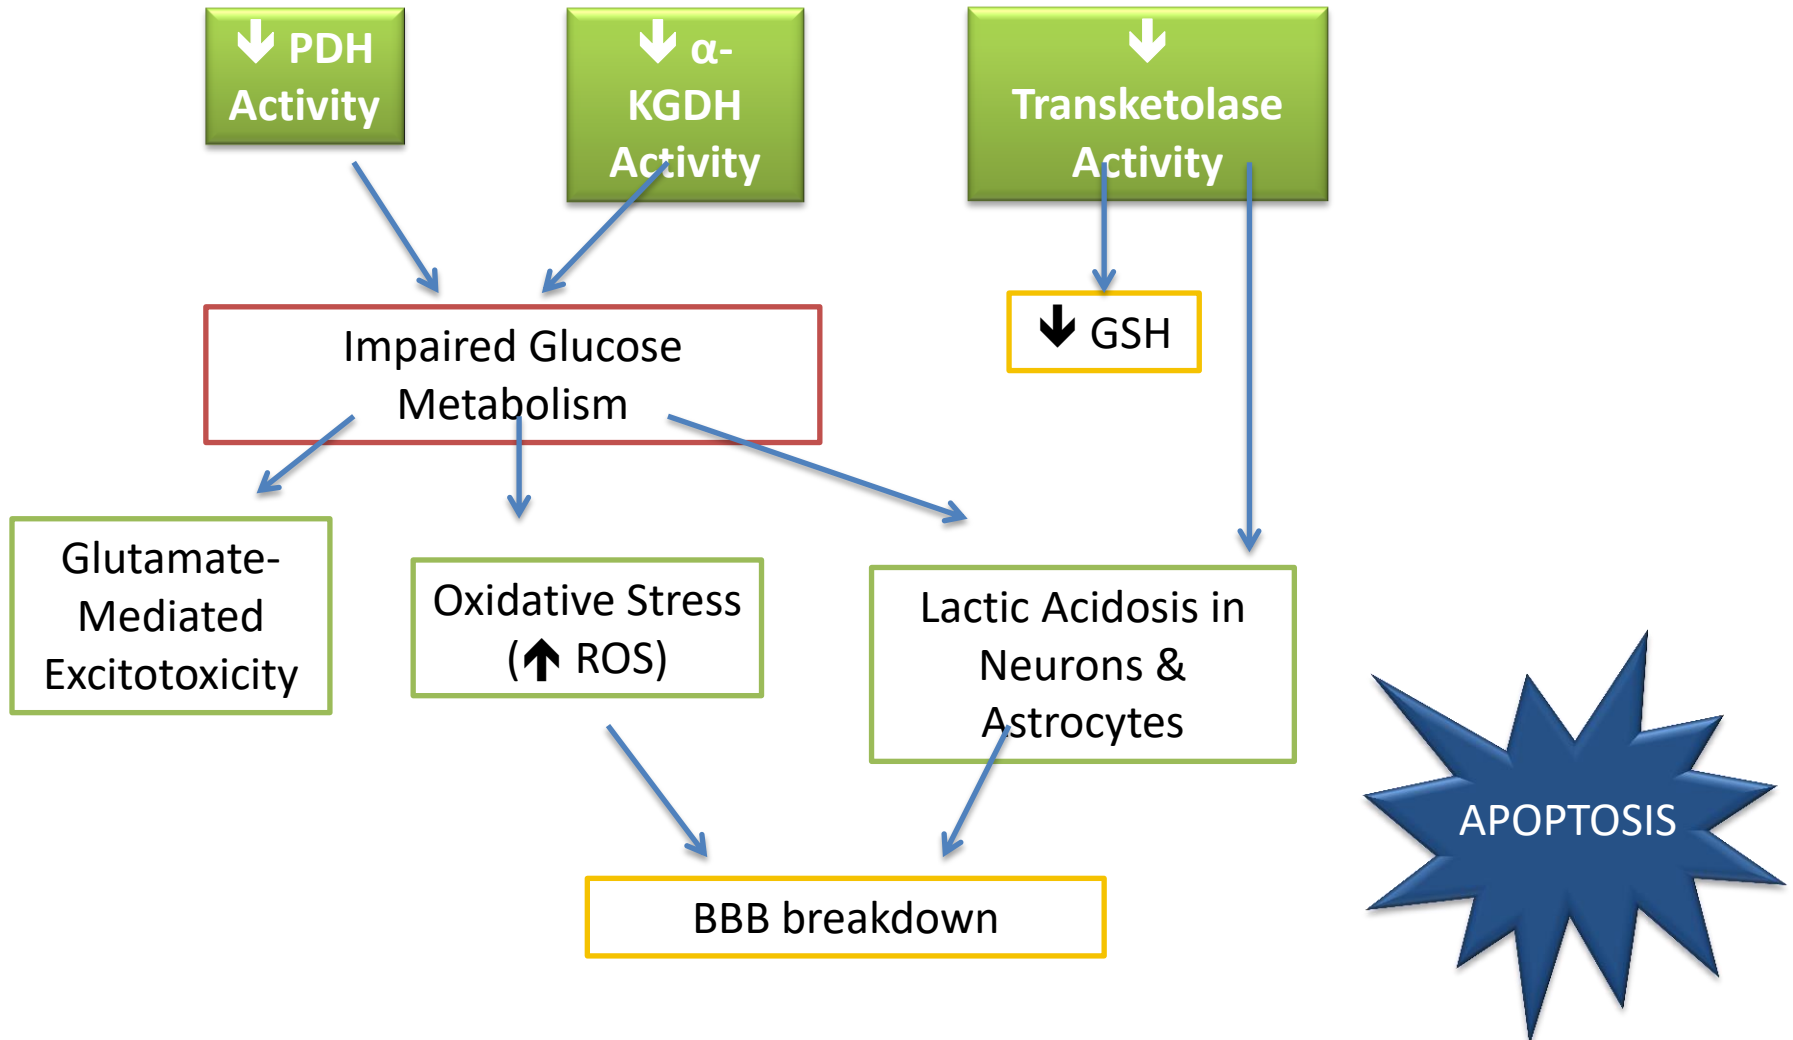 🡻 PDH
Activity
🡻 α-
KGDH
Activity
🡻
Transketolase
Activity
Impaired Glucose
Metabolism
🡻 GSH
Glutamate-
Mediated
Excitotoxicity
Oxidative Stress
(🡹 ROS)
Lactic Acidosis in
Neurons &
Astrocytes
APOPTOSIS
BBB breakdown